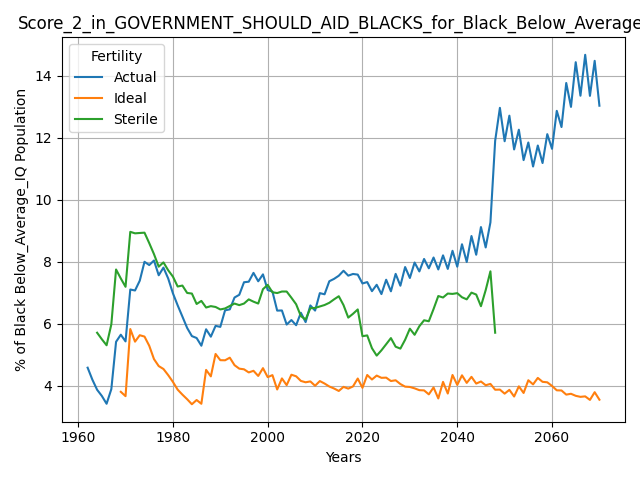 Score_2_in_GOVERNMENT_SHOULD_AID_BLACKS_for_Black_Below_Average
Fertility
Actual
Ideal
Sterile
% of Black Below_Average_IQ Population
14
12
10
8
6
4
1960 1980 2000 2020 2040 2060
Years